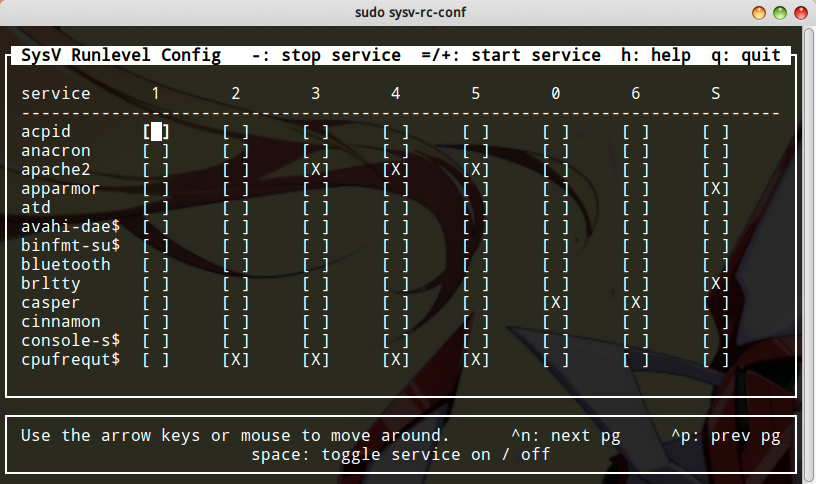 sudo sysv-rc-conf
SysV Runlevel Config   -: stop service  =/+: start service  h: help  q: quit
service      1       2       3       4       5       0       6       S
----------------------------------------------------------------------------
acpid       [ ]     [ ]     [ ]     [ ]     [ ]     [ ]     [ ]     [ ]
anacron     [ ]     [ ]     [ ]     [ ]     [ ]     [ ]     [ ]     [ ]
apache2     [ ]     [ ]     [X]     [X]     [X]     [ ]     [ ]     [ ]
apparmor    [ ]     [ ]     [ ]     [ ]     [ ]     [ ]     [ ]     [X]
atd         [ ]     [ ]     [ ]     [ ]     [ ]     [ ]     [ ]     [ ]
avahi-dae$  [ ]     [ ]     [ ]     [ ]     [ ]     [ ]     [ ]     [ ]
binfmt-su$  [ ]     [ ]     [ ]     [ ]     [ ]     [ ]     [ ]     [ ]
bluetooth   [ ]     [ ]     [ ]     [ ]     [ ]     [ ]     [ ]     [ ]
brltty      [ ]     [ ]     [ ]     [ ]     [ ]     [ ]     [ ]     [X]
casper      [ ]     [ ]     [ ]     [ ]     [ ]     [X]     [X]     [ ]
cinnamon    [ ]     [ ]     [ ]     [ ]     [ ]     [ ]     [ ]     [ ]
console-s$  [ ]     [ ]     [ ]     [ ]     [ ]     [ ]     [ ]     [ ]
cpufrequt$  [ ]     [X]     [X]     [X]     [X]     [ ]     [ ]     [ ]
Use the arrow keys or mouse to move around.      ^n: next pg     ^p: prev pg
space: toggle service on / off